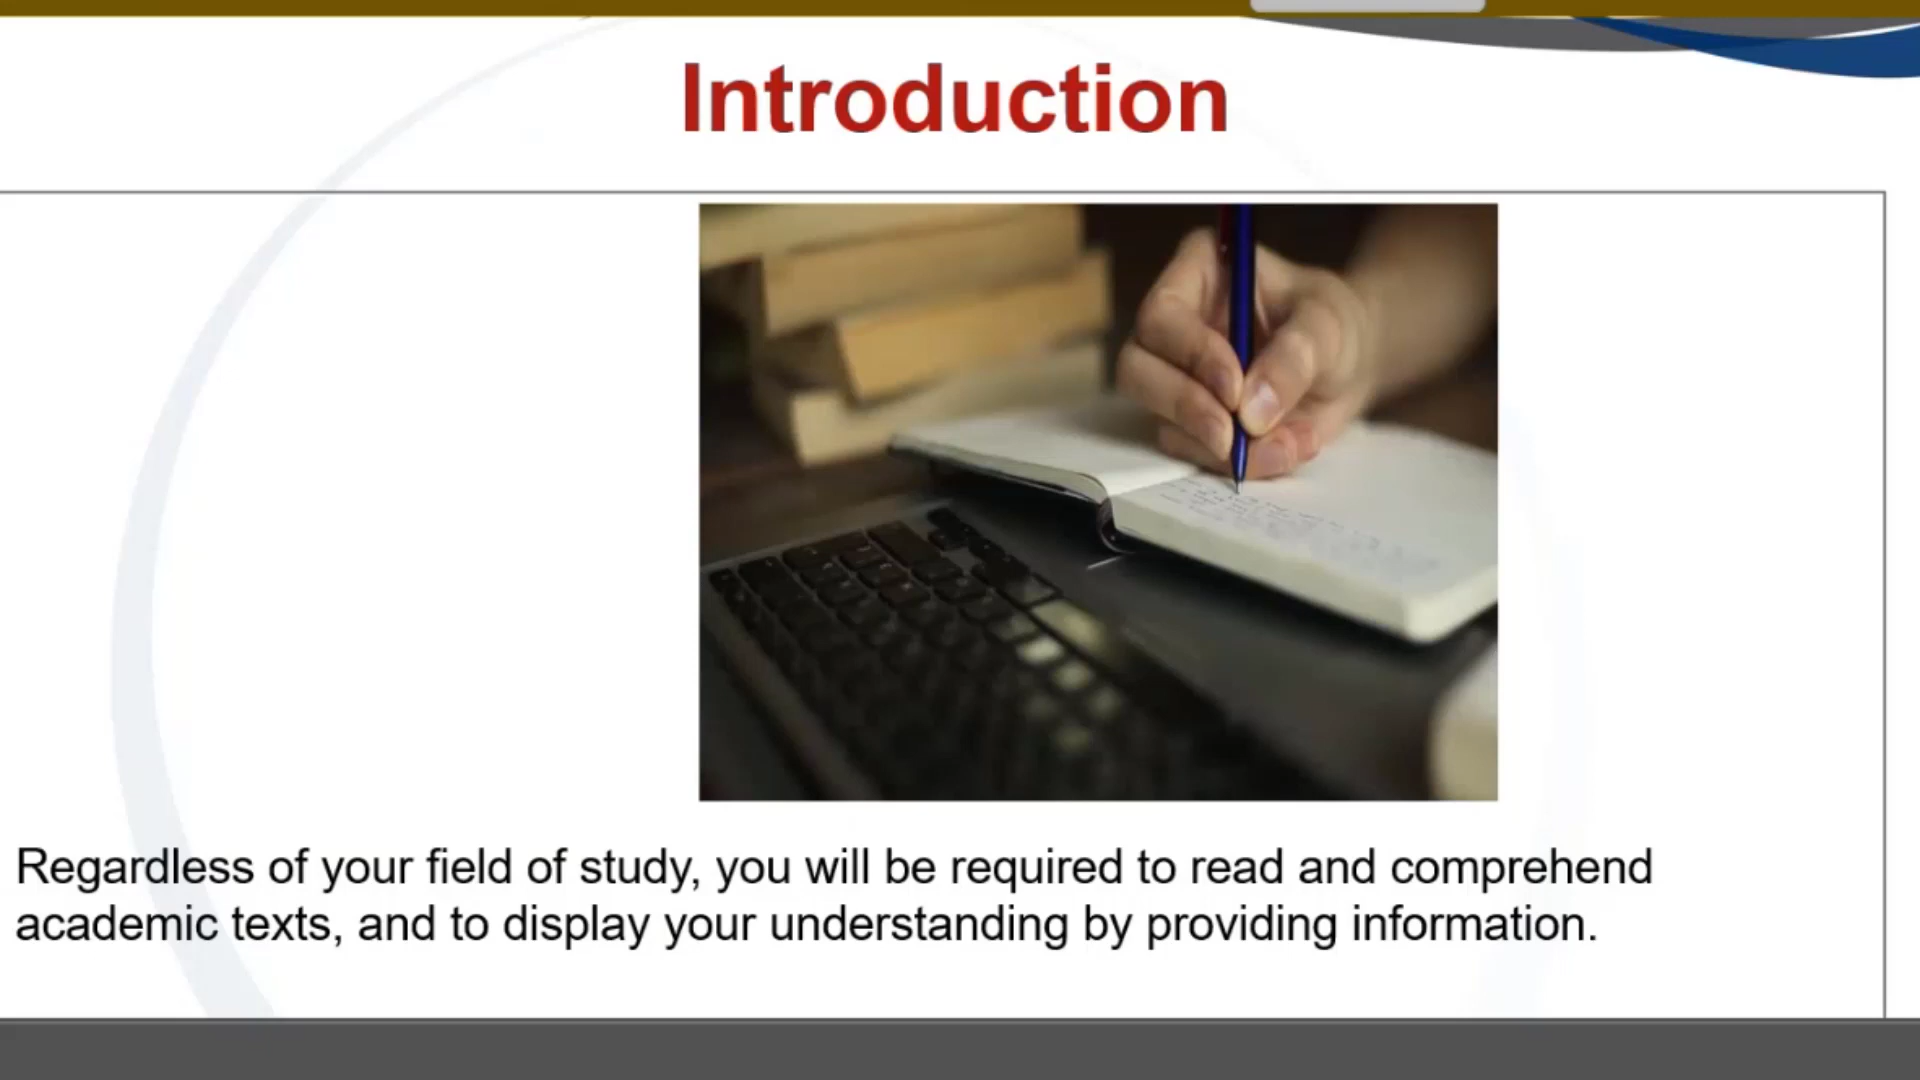 Introduction
Regardless of your field of study, you will be required to read and comprehend
academic texts, and to display your understanding by providing information.